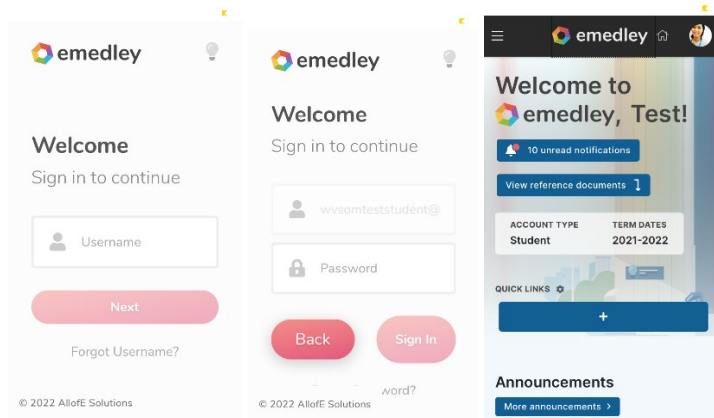 emedley
Welcome
Sign in to continue
Username
Next
Forgot Username?
© 2022 AllofE Solutions
emedley
Welcome
Sign in to continue
wvsomteststudent@
Password
Back
Sign In
word?
© 2022 AllofE Solutions
emedley
Welcome to
emedley, Test!
10 unread notifications
View reference documents
ACCOUNT TYPE TERM DATES
Student 2021-2022
QUICK LINKS
+
Announcements
More announcements >